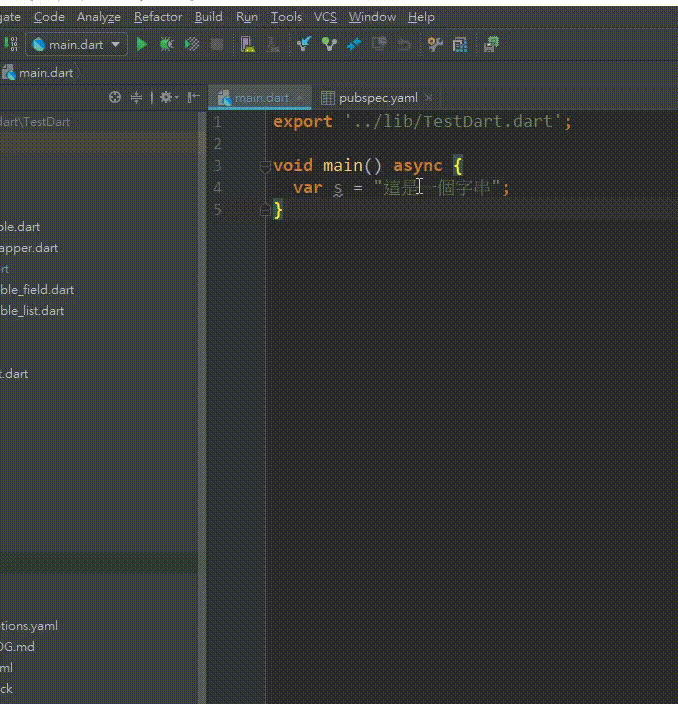 gate Code Analyze Refactor Build Run Tools VCS Window Help
main.dart
main.dart
main.dart × pubspec.yaml ×
art\TestDart
1 export '../lib/TestDart.dart';
2
3 void main() async {
4 var s = "這是一個字串";
5 }
ble.dart
apper.dart
rt
ble_field.dart
ble_list.dart
t.dart
tions.yaml
OG.md
ml
ck